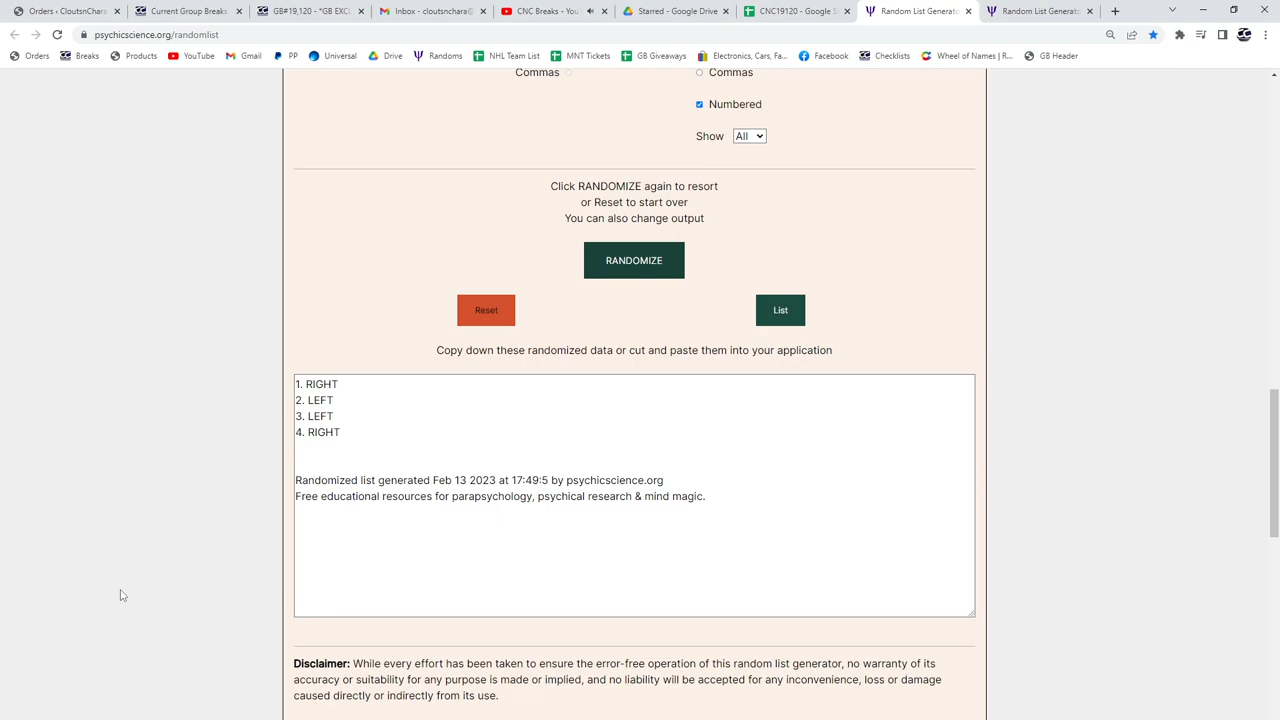 Orders < CloutsnChara
Current Group Breaks
GB#19,120 - *GB EXCL
Inbox - cloutsnchara@
CNC Breaks - You
Starred - Google Drive
CNC19120 - Google S
Random List Generator
Random List Generator
psychicscience.org/randomlist
Orders
Breaks
Products
YouTube
Gmail
PP
Universal
Drive
Randoms
NHL Team List
MNT Tickets
GB Giveaways
Electronics, Cars, Fa...
Facebook
Checklists
Wheel of Names | R...
GB Header
Commas
Commas
Numbered
Show All
Click RANDOMIZE again to resort
or Reset to start over
You can also change output
RANDOMIZE
Reset
List
Copy down these randomized data or cut and paste them into your application
1. RIGHT
2. LEFT
3. LEFT
4. RIGHT
Randomized list generated Feb 13 2023 at 17:49:5 by psychicscience.org
Free educational resources for parapsychology, psychical research & mind magic.
Disclaimer: While every effort has been taken to ensure the error-free operation of this random list generator, no warranty of its
accuracy or suitability for any purpose is made or implied, and no liability will be accepted for any inconvenience, loss or damage
caused directly or indirectly from its use.